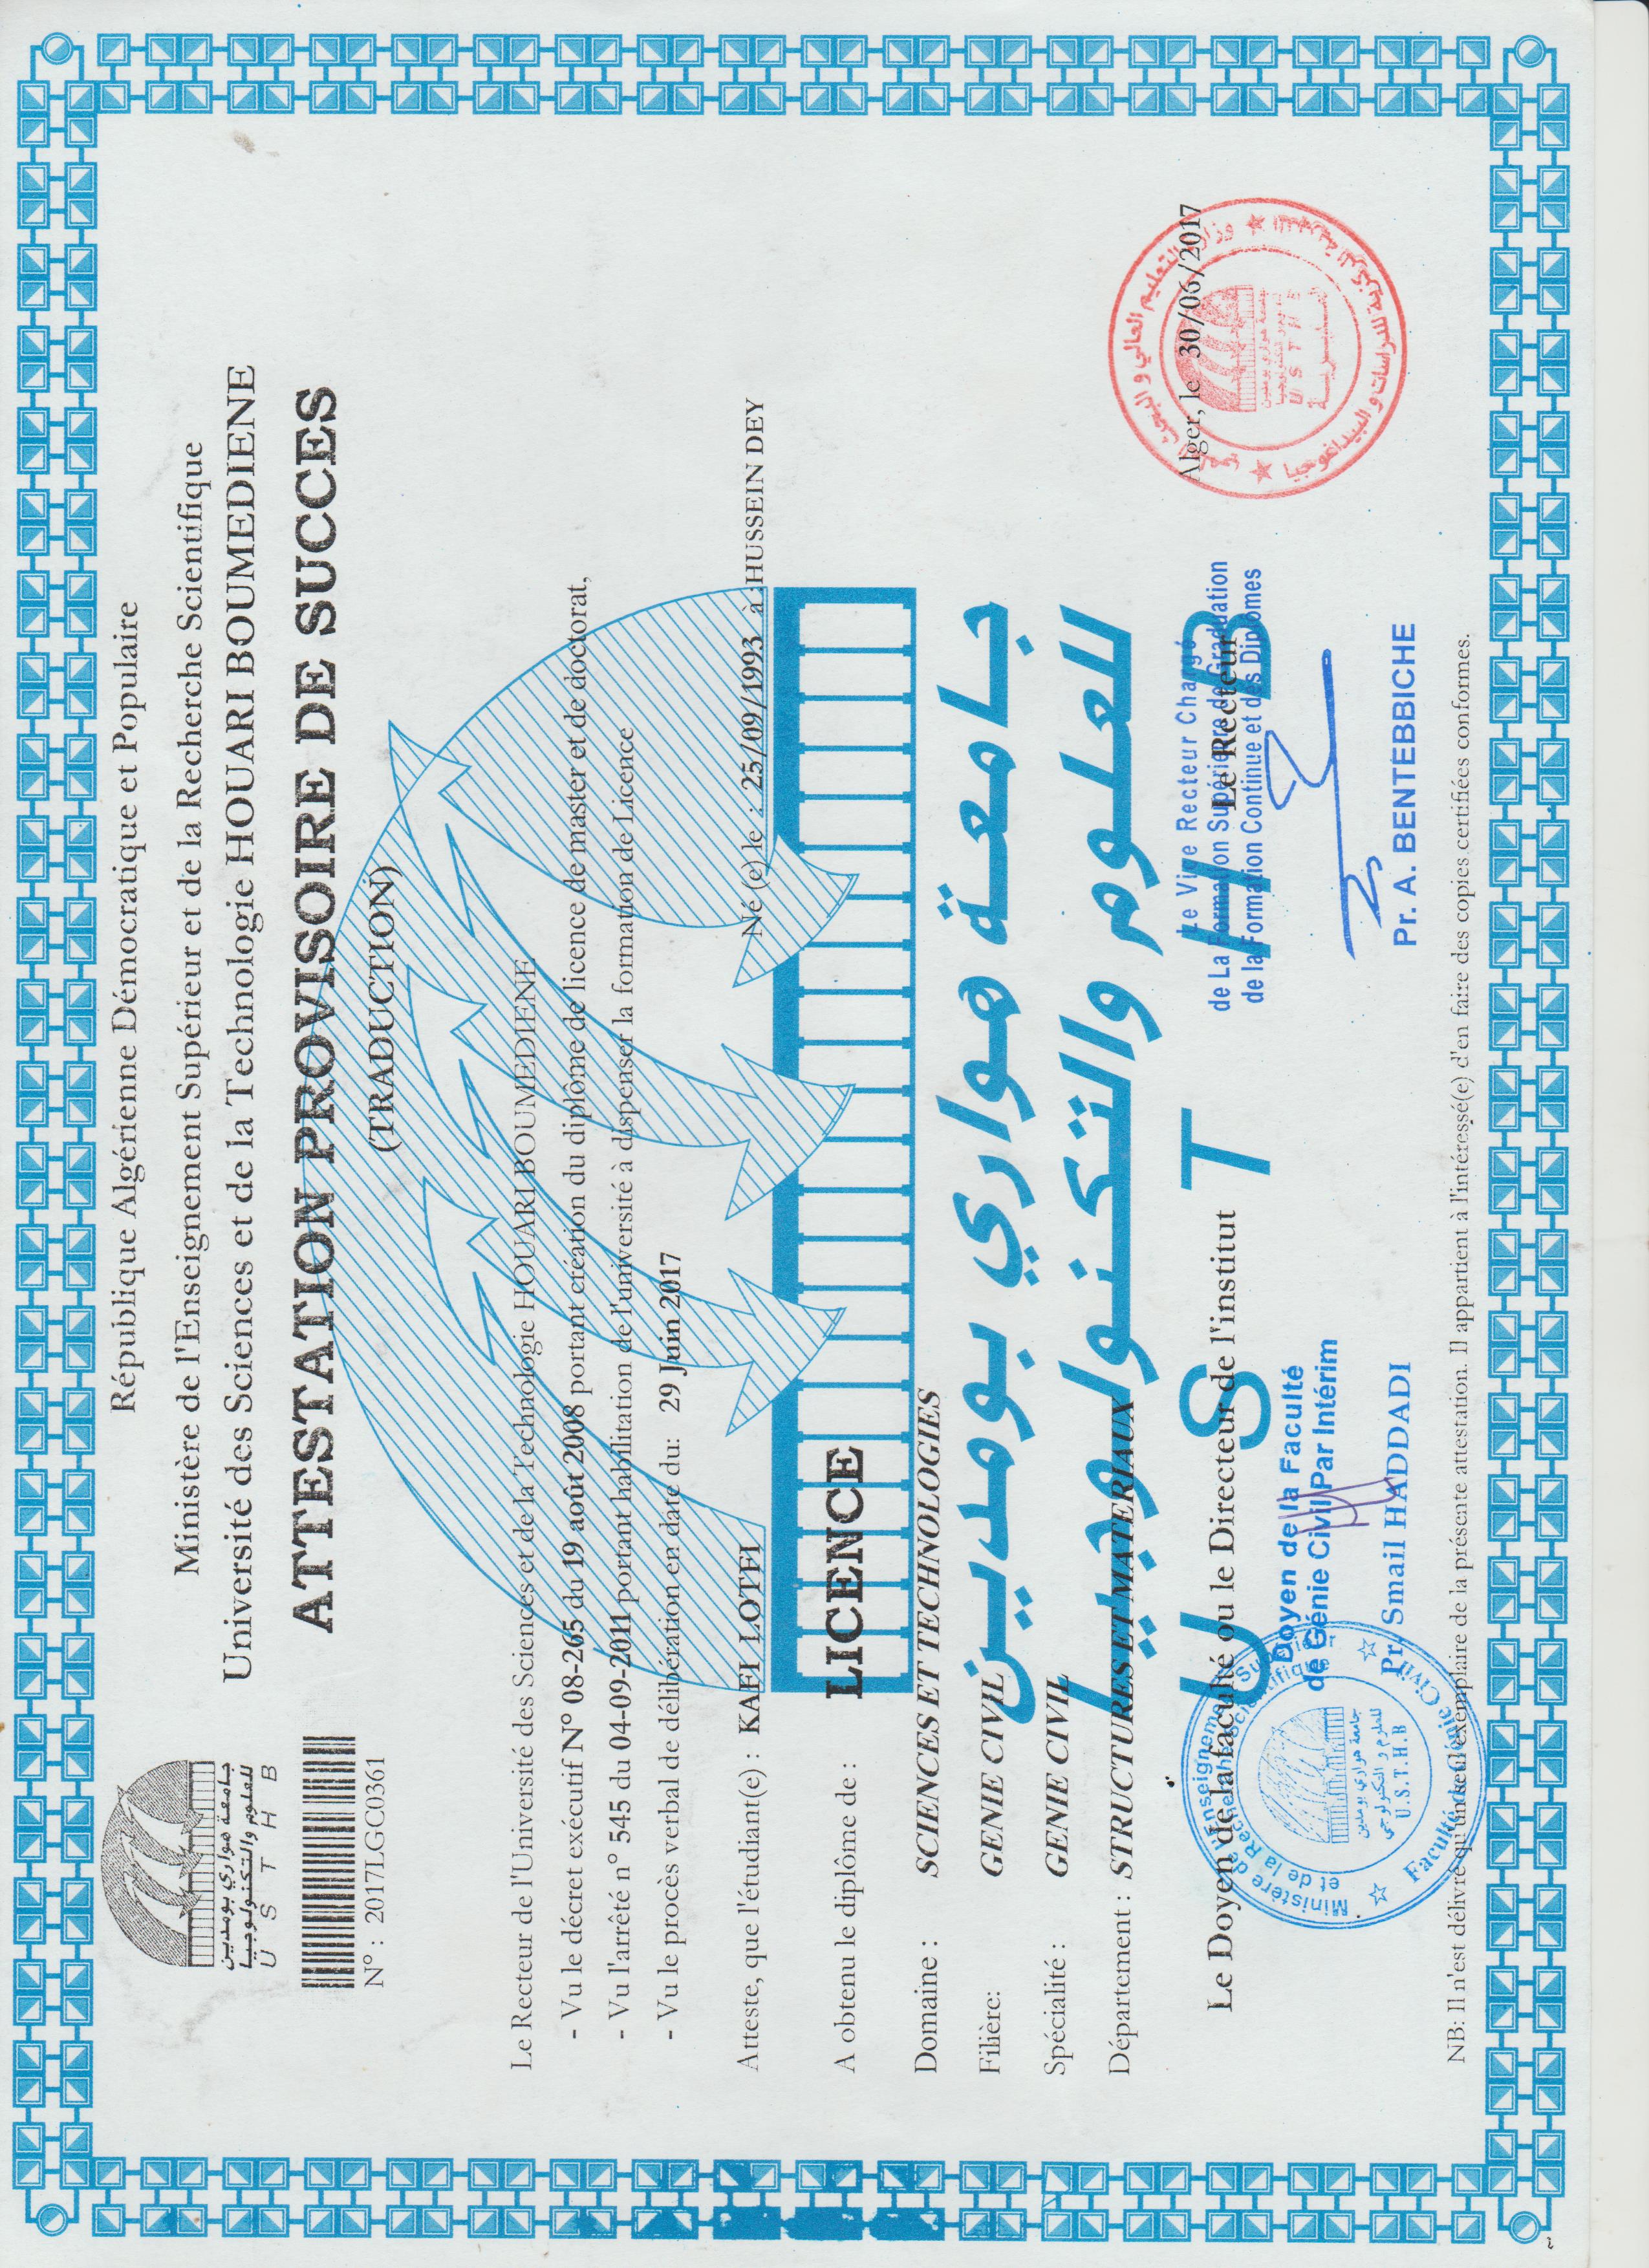 République Algérienne Démocratique et Populaire
Ministère de l'Enseignement Supérieur et de la Recherche Scientifique
Université des Sciences et de la Technologie HOUARI BOUMEDIENE
جامعة هواري بومدين
للعلوم والتكنولوجيا
U S T H B
N° : 2017LGC0361
ATTESTATION PROVISOIRE DE SUCCES
(TRADUCTION)
Le Recteur de l'Université des Sciences et de la Technologie HOUARI BOUMEDIENE
- Vu le décret exécutif N° 08-265 du 19 août 2008 portant création du diplôme de licence de master et de doctorat,
- Vu l'arrêté n° 545 du 04-09-2011 portant habilitation de l'université à dispenser la formation de Licence
- Vu le procès verbal de délibération en date du: 29 Juin 2017
Atteste, que l'étudiant(e) : KAFI LOTFI Né (e) le : 25/09/1993 à :HUSSEIN DEY
A obtenu le diplôme de : LICENCE
Domaine : SCIENCES ET TECHNOLOGIES
Filière: GENIE CIVIL
Spécialité : GENIE CIVIL
Département : STRUCTURES ET MATERIAUX
جامعة هواري بومدين
للعلوم والتكنولوجيا
U S T H B
Alger, le 30/06/2017
Le Doyen de la faculté ou le Directeur de l'institut
Le Recteur
Le Vice Recteur Chargé
de La Formation Supérieure de Graduation
de la Formation Continue et des Diplômes
Pr. A. BENTEBBICHE
Doyen de la Faculté
de Génie Civil Par Intérim
Pr. Smail HADDADI
Ministère de l'Enseignement Supérieur
et de la Recherche Scientifique
جامعة هواري بومدين
للعلوم و التكنولوجي
U.S.T.H.B
Faculté de Génie Civil
وزارة التعليم العالي و البحث العلمي
U S T H B
المديرية المركزية للدراسات و البيداغوجيا
NB: Il n'est délivré qu'un seul exemplaire de la présente attestation. Il appartient à l'intéressé(e) d'en faire des copies certifiées conformes.